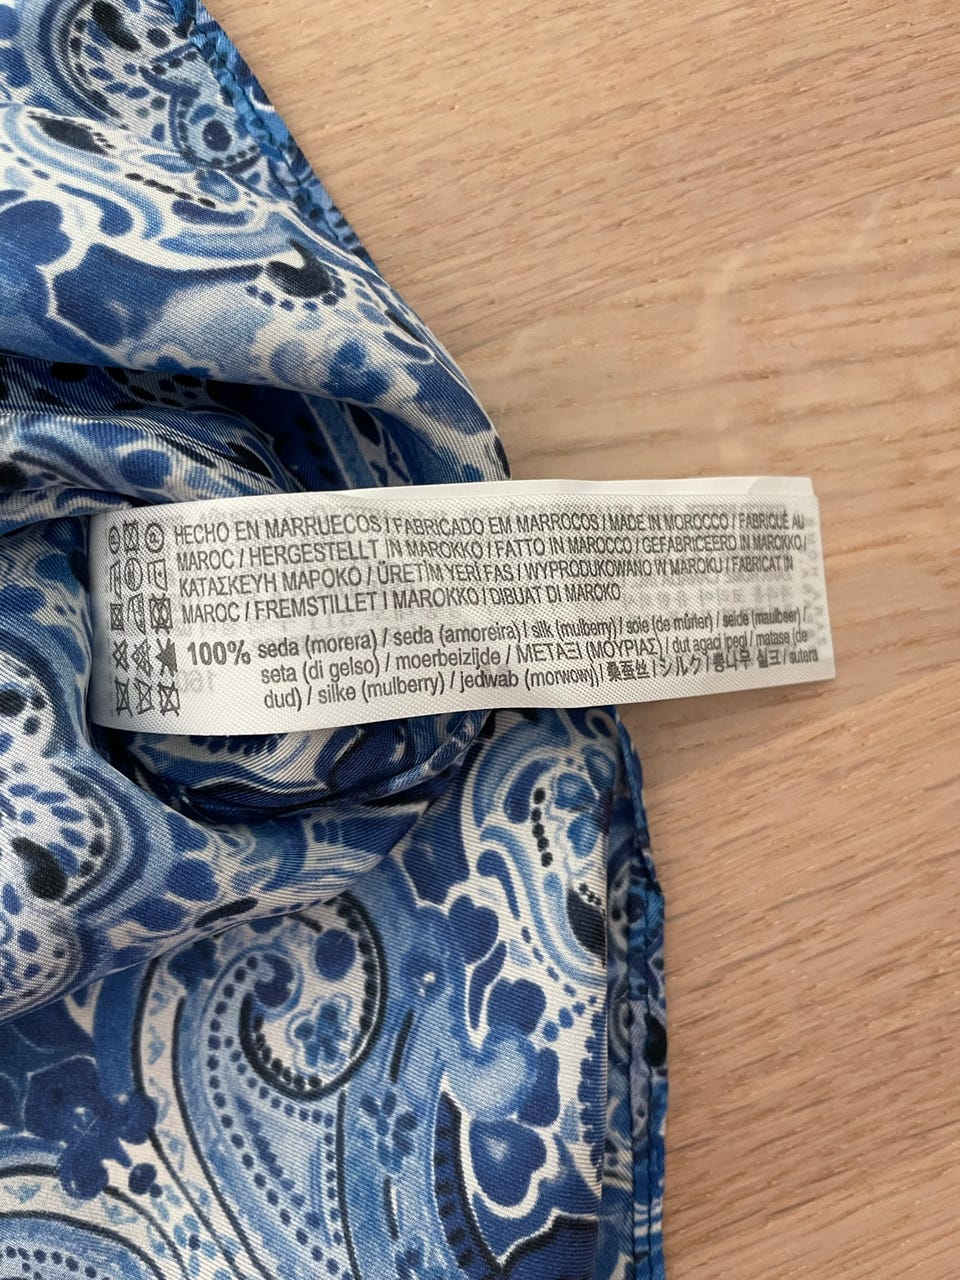 HECHO EN MARRUECOS / FABRICADO EM MARROCOS / MADE IN MOROCCO / FABRIQUÉ AU
MAROC / HERGESTELLT IN MAROKKO / FATTO IN MAROCCO / GEFABRICEERD IN MAROKKO /
ΚΑΤΑΣΚΕΥΗ ΜΑΡΟΚΟ / ÜRETİM YERİ FAS / WYPRODUKOWANO W MAROKU / FABRICAT IN
MAROC / FREMSTILLET I MAROKKO / DIBUAT DI MAROKO
100% seda (morera) / seda (amoreira) / silk (mulberry) / soie (de mûrier) / seide (maulbeer) /
seta (di gelso) / moerbeizijde / ΜΕΤΑΞΙ (ΜΟΥΡΙΑΣ) / dut agaci ipeg / matase (de
dud) / silke (mulberry) / jedwab (morwowy) / 桑蚕丝 / シルク / 뽕나무 실크 / sutera